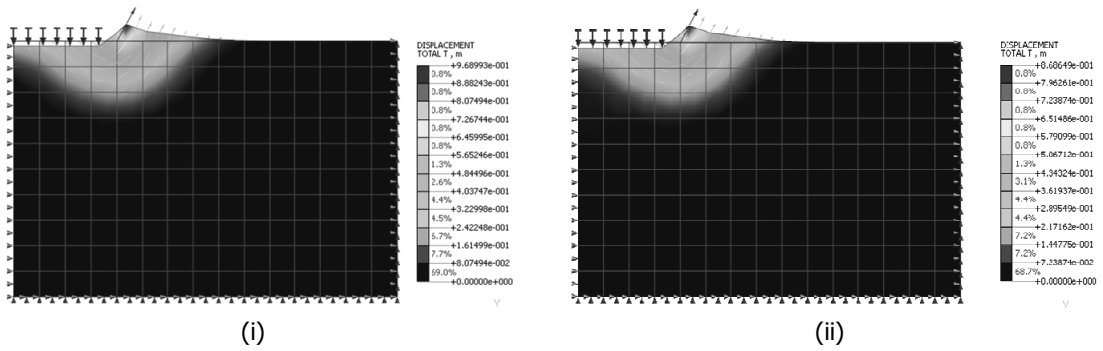 DISPLACEMENT
TOTAL T , m
+9.68993e-001
0.8%
+8.88243e-001
0.8%
+8.07494e-001
0.8%
+7.26744e-001
0.8%
+6.45995e-001
0.8%
+5.65246e-001
1.3%
+4.84496e-001
2.6%
+4.03747e-001
4.4%
+3.22998e-001
4.5%
+2.42248e-001
6.7%
+1.61499e-001
7.7%
+8.07494e-002
69.0%
+0.00000e+000
(i)
DISPLACEMENT
TOTAL T , m
+8.68649e-001
0.8%
+7.96261e-001
0.8%
+7.23874e-001
0.8%
+6.51486e-001
0.8%
+5.79099e-001
0.8%
+5.06712e-001
1.3%
+4.34324e-001
3.1%
+3.61937e-001
4.4%
+2.89549e-001
4.4%
+2.17162e-001
7.2%
+1.44775e-001
7.2%
+7.23874e-002
68.7%
+0.00000e+000
(ii)